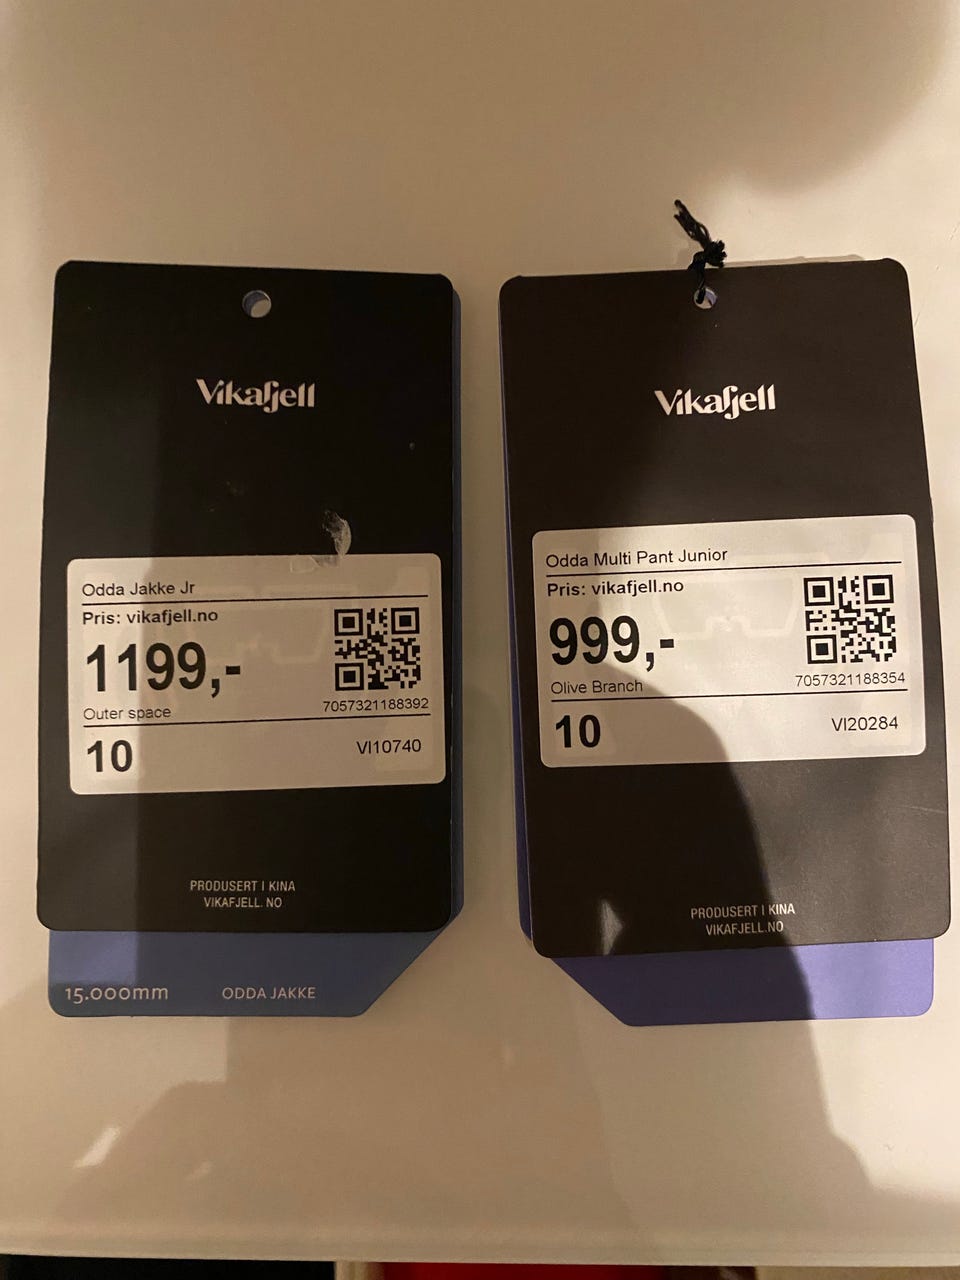 Vikafjell
Odda Jakke Jr
Pris: vikafjell.no
1199,-
7057321188392
Outer space
10
VI10740
PRODUSERT I KINA
VIKAFJELL. NO
15.000mm
ODDA JAKKE
Vikafjell
Odda Multi Pant Junior
Pris: vikafjell.no
999,-
7057321188354
Olive Branch
10
VI20284
PRODUSERT I KINA
VIKAFJELL.NO